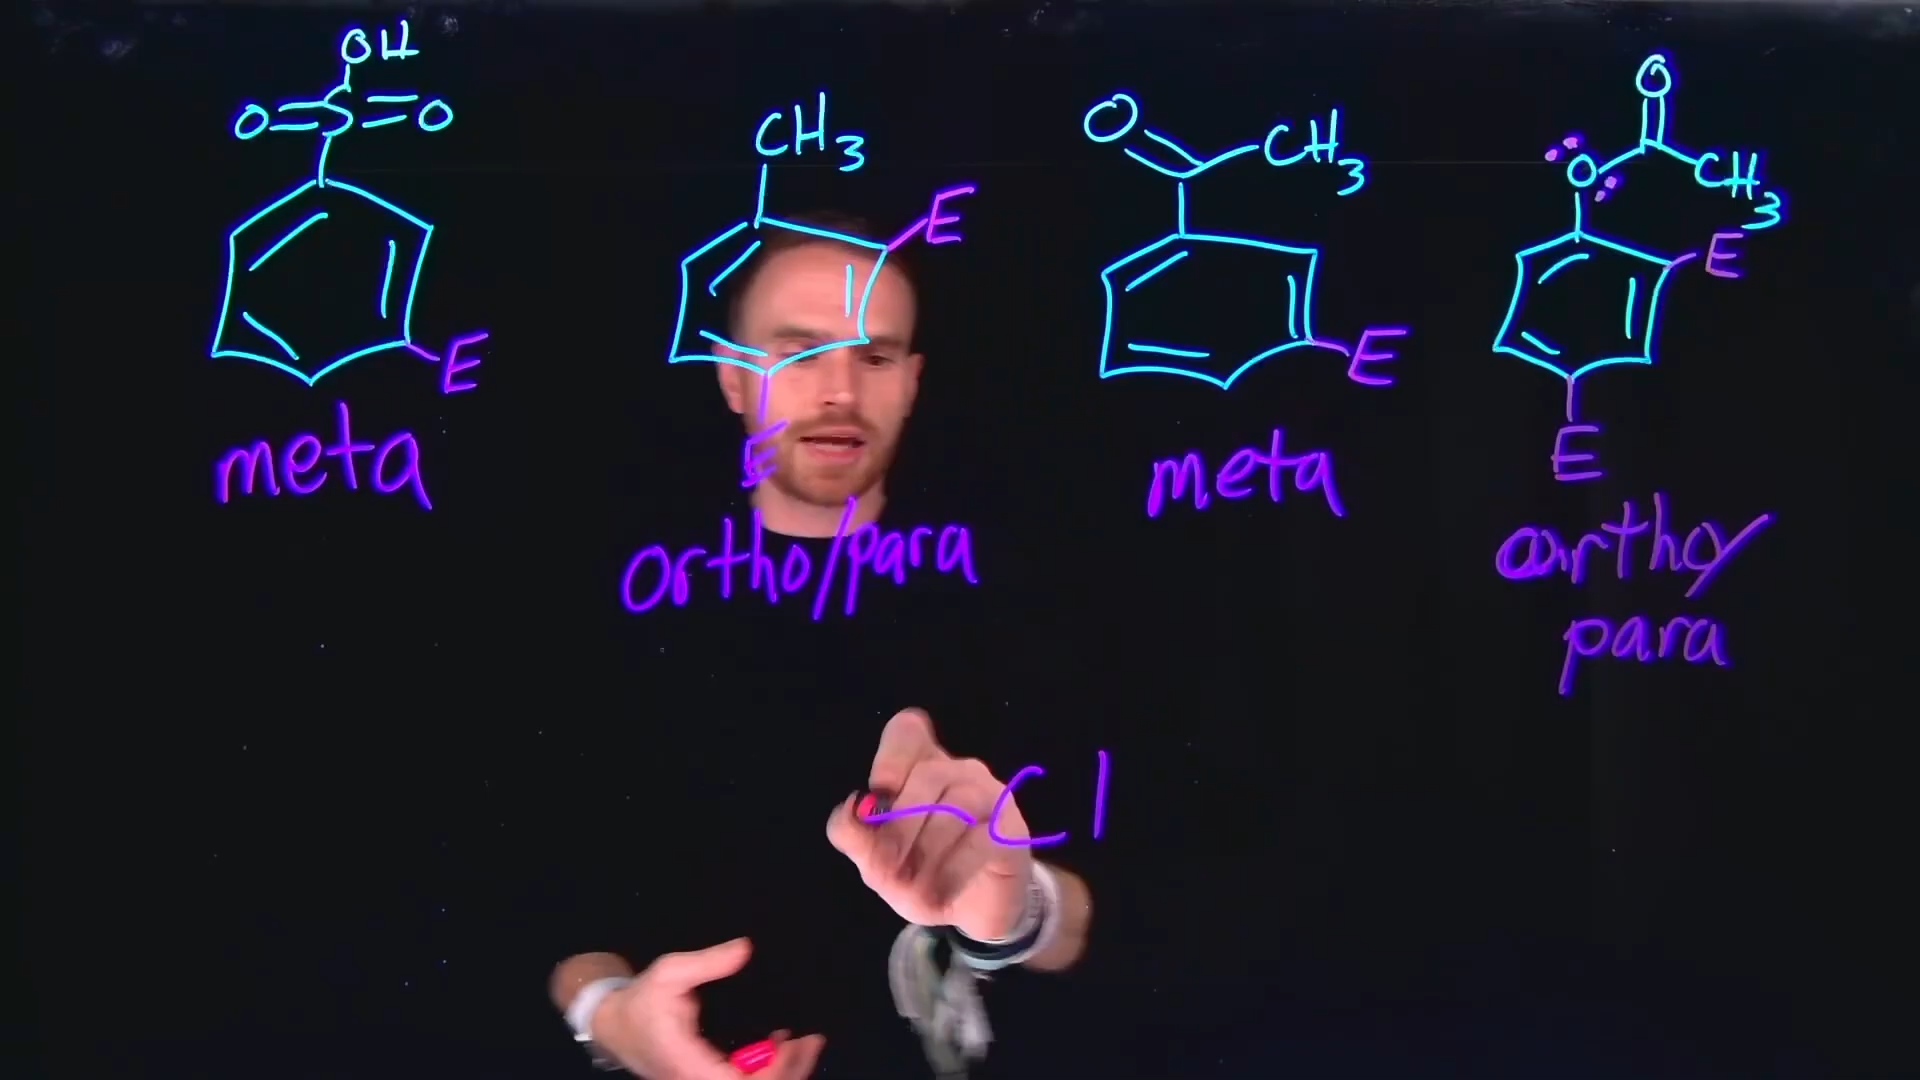 OH
O=S=O
E
meta
CH3
E
E
ortho/para
O
CH3
E
meta
O
O
CH3
E
E
ortho/
para
Cl